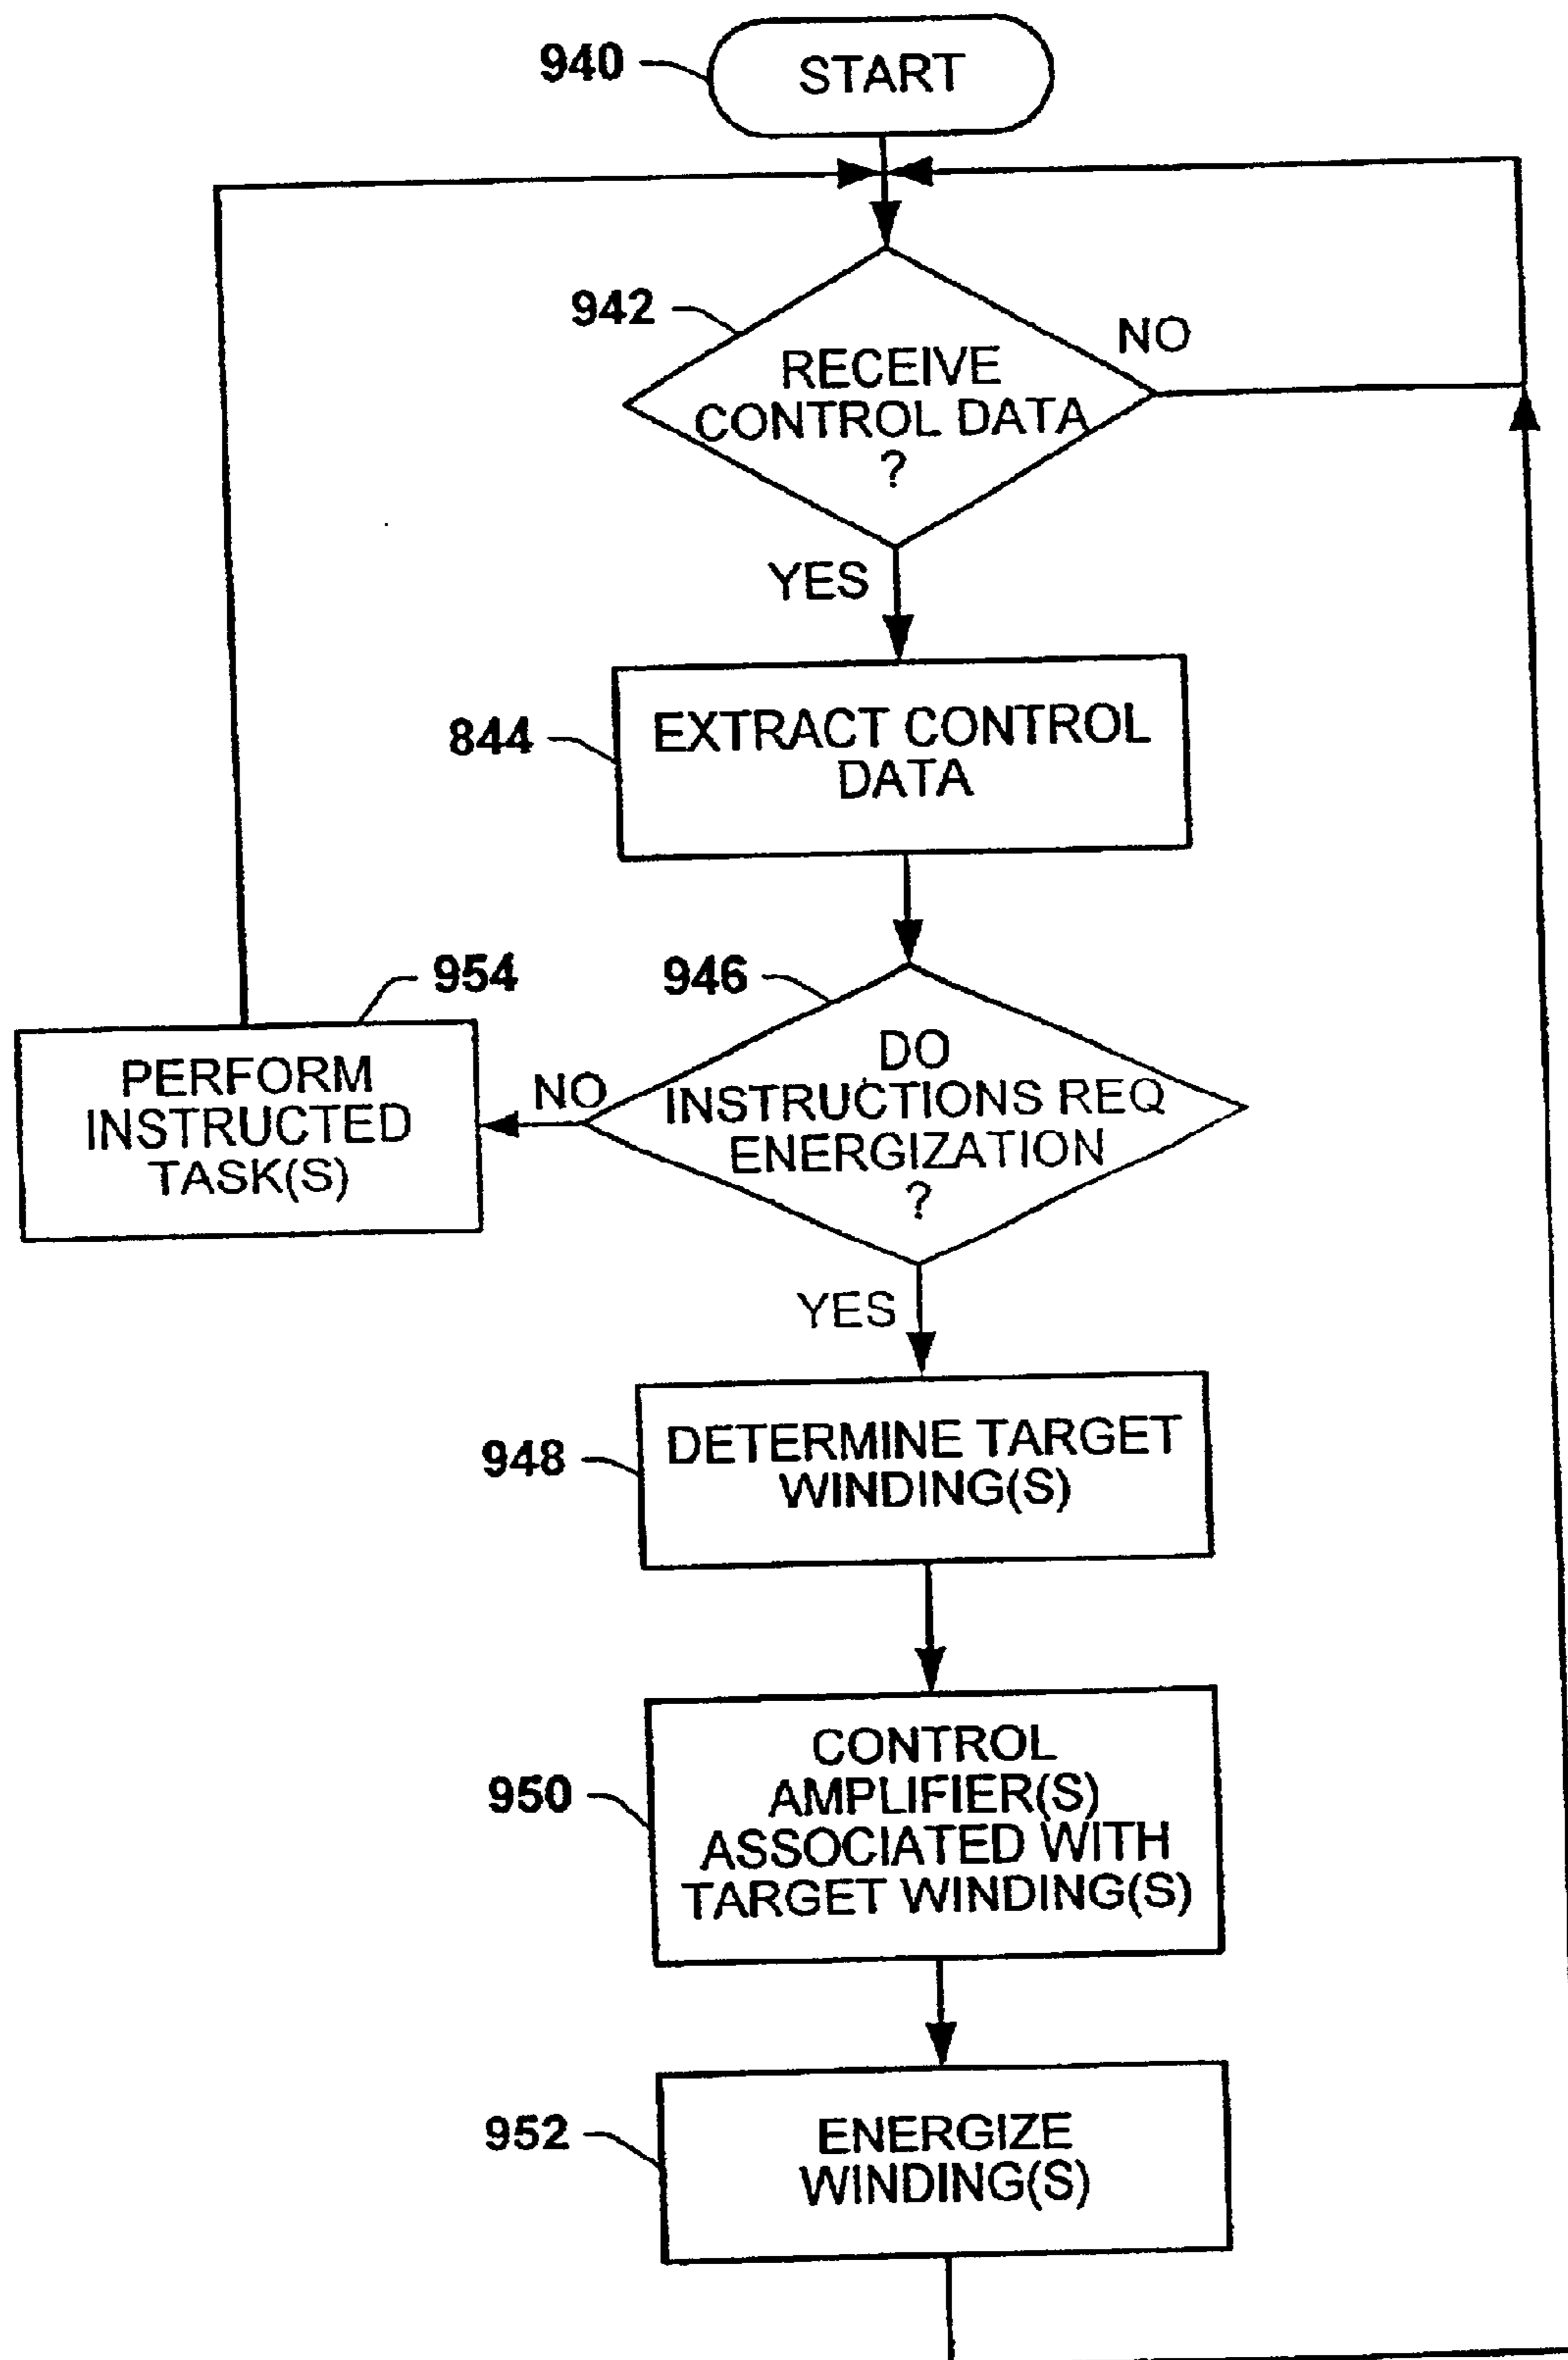 940
START
942
RECEIVE
CONTROL DATA
?
NO
YES
844
EXTRACT CONTROL
DATA
954
PERFORM
INSTRUCTED
TASK(S)
NO
946
DO
INSTRUCTIONS REQ
ENERGIZATION
?
YES
948
DETERMINE TARGET
WINDING(S)
950
CONTROL
AMPLIFIER(S)
ASSOCIATED WITH
TARGET WINDING(S)
952
ENERGIZE
WINDING(S)